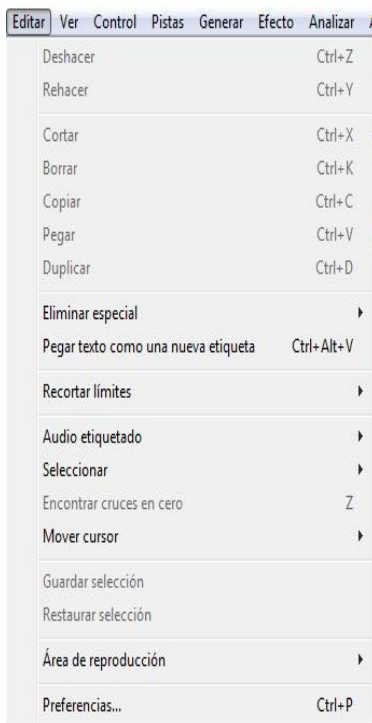 Editar Ver Control Pistas Generar Efecto Analizar
Deshacer Ctrl+Z
Rehacer Ctrl+Y
Cortar Ctrl+X
Borrar Ctrl+K
Copiar Ctrl+C
Pegar Ctrl+V
Duplicar Ctrl+D
Eliminar especial
Pegar texto como una nueva etiqueta Ctrl+Alt+V
Recortar límites
Audio etiquetado
Seleccionar
Encontrar cruces en cero Z
Mover cursor
Guardar selección
Restaurar selección
Área de reproducción
Preferencias... Ctrl+P